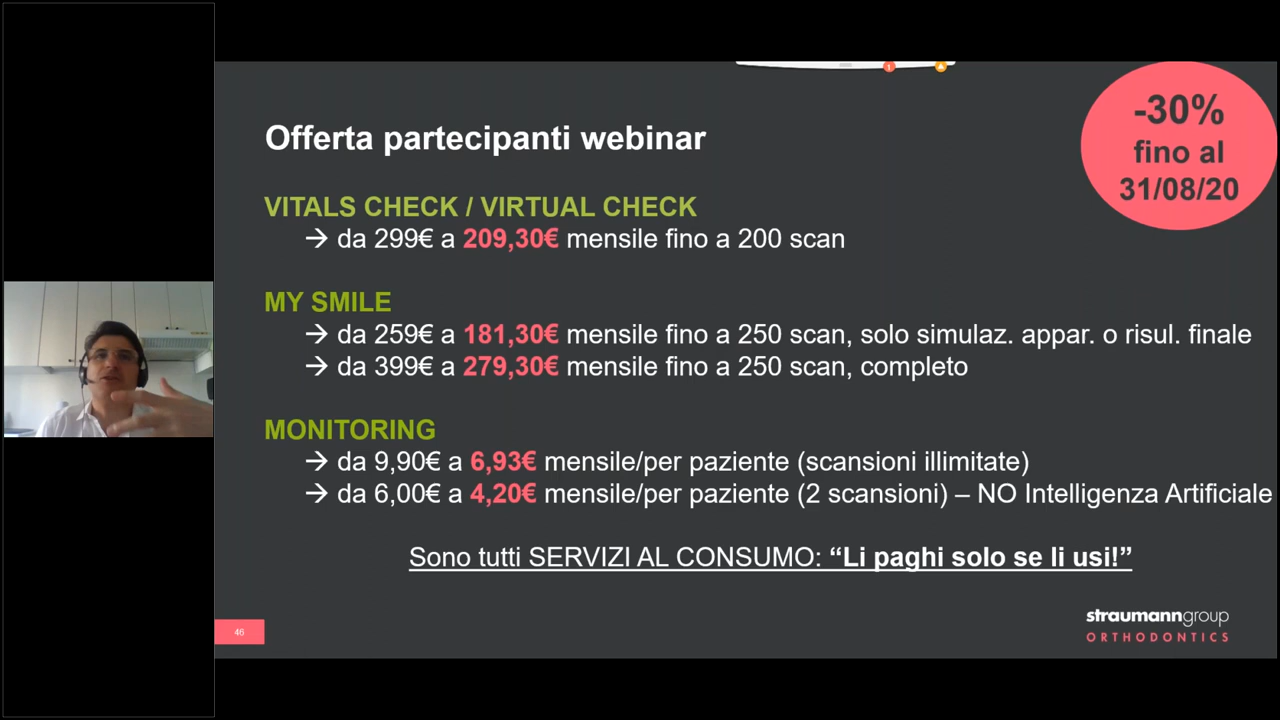 -30%
fino al
31/08/20
Offerta partecipanti webinar
VITALS CHECK / VIRTUAL CHECK
→ da 299€ a 209,30€ mensile fino a 200 scan
MY SMILE
→ da 259€ a 181,30€ mensile fino a 250 scan, solo simulaz. appar. o risul. finale
→ da 399€ a 279,30€ mensile fino a 250 scan, completo
MONITORING
→ da 9,90€ a 6,93€ mensile/per paziente (scansioni illimitate)
→ da 6,00€ a 4,20€ mensile/per paziente (2 scansioni) – NO Intelligenza Artificiale
Sono tutti SERVIZI AL CONSUMO: “Li paghi solo se li usi!”
46
straumanngroup
ORTHODONTICS